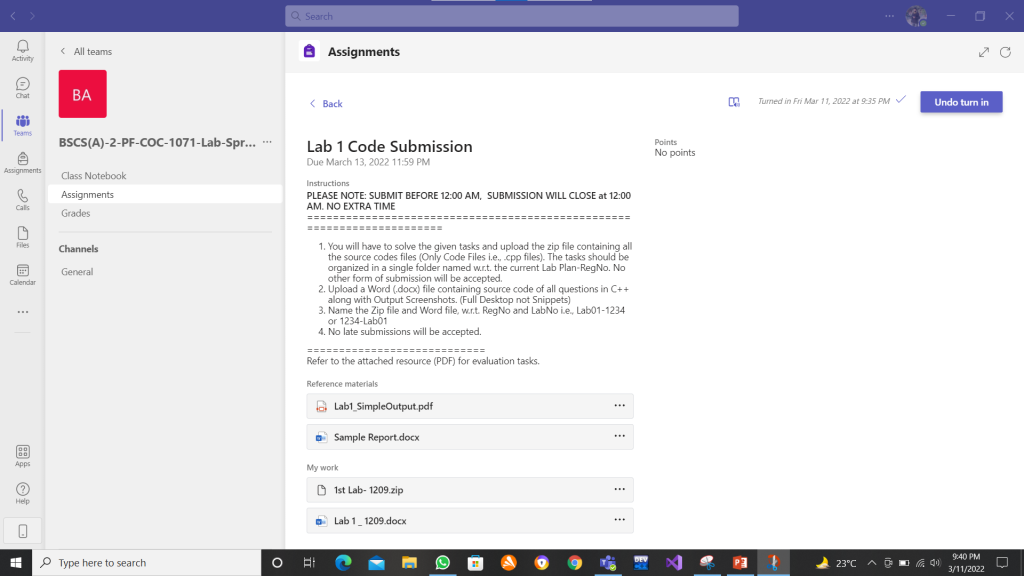 Search
Activity
Chat
Teams
Assignments
Calls
Files
Calendar
Apps
Help
All teams
BA
BSCS(A)-2-PF-COC-1071-Lab-Spr...
Class Notebook
Assignments
Grades
Channels
General
Assignments
Back
Turned in Fri Mar 11, 2022 at 9:35 PM
Undo turn in
Lab 1 Code Submission
Due March 13, 2022 11:59 PM
Points
No points
Instructions
PLEASE NOTE: SUBMIT BEFORE 12:00 AM, SUBMISSION WILL CLOSE at 12:00
AM. NO EXTRA TIME
==================================================
=====================
1. You will have to solve the given tasks and upload the zip file containing all
the source codes files (Only Code Files i.e., .cpp files). The tasks should be
organized in a single folder named w.r.t. the current Lab Plan-RegNo. No
other form of submission will be accepted.
2. Upload a Word (.docx) file containing source code of all questions in C++
along with Output Screenshots. (Full Desktop not Snippets)
3. Name the Zip file and Word file, w.r.t. RegNo and LabNo i.e., Lab01-1234
or 1234-Lab01
4. No late submissions will be accepted.
============================
Refer to the attached resource (PDF) for evaluation tasks.
Reference materials
Lab1_SimpleOutput.pdf
Sample Report.docx
My work
1st Lab- 1209.zip
Lab 1 _ 1209.docx
Type here to search
23°C
9:40 PM
3/11/2022